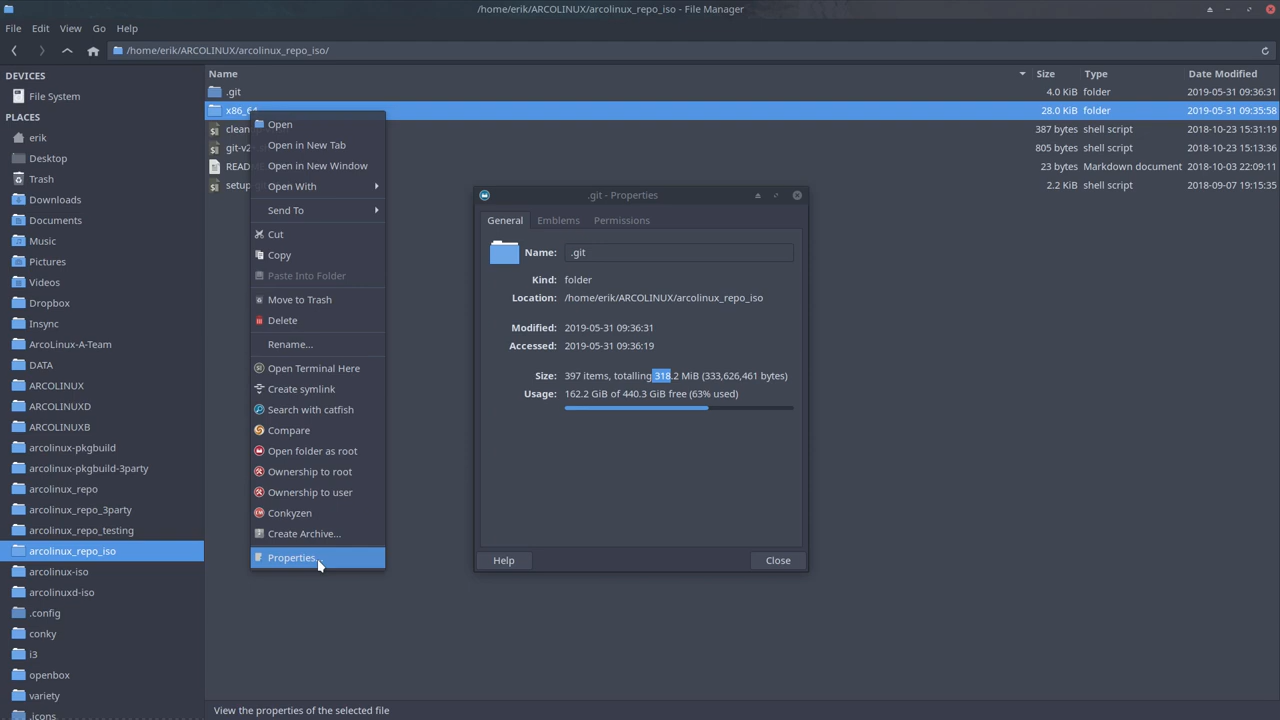 /home/erik/ARCOLINUX/arcolinux_repo_iso - File Manager
File Edit View Go Help
/home/erik/ARCOLINUX/arcolinux_repo_iso/
DEVICES
File System
PLACES
erik
Desktop
Trash
Downloads
Documents
Music
Pictures
Videos
Dropbox
Insync
ArcoLinux-A-Team
DATA
ARCOLINUX
ARCOLINUXD
ARCOLINUXB
arcolinux-pkgbuild
arcolinux-pkgbuild-3party
arcolinux_repo
arcolinux_repo_3party
arcolinux_repo_testing
arcolinux_repo_iso
arcolinux-iso
arcolinuxd-iso
.config
conky
i3
openbox
variety
.icons
Name Size Type Date Modified
.git 4.0 KiB folder 2019-05-31 09:36:31
x86_64 28.0 KiB folder 2019-05-31 09:35:58
387 bytes shell script 2018-10-23 15:31:19
805 bytes shell script 2018-10-23 15:13:36
23 bytes Markdown document 2018-10-03 22:09:11
2.2 KiB shell script 2018-09-07 19:15:35
Open
Open in New Tab
Open in New Window
Open With
Send To
Cut
Copy
Paste Into Folder
Move to Trash
Delete
Rename...
Open Terminal Here
Create symlink
Search with catfish
Compare
Open folder as root
Ownership to root
Ownership to user
Conkyzen
Create Archive...
Properties...
.git - Properties
General Emblems Permissions
Name: .git
Kind: folder
Location: /home/erik/ARCOLINUX/arcolinux_repo_iso
Modified: 2019-05-31 09:36:31
Accessed: 2019-05-31 09:36:19
Size: 397 items, totalling 318.2 MiB (333,626,461 bytes)
Usage: 162.2 GiB of 440.3 GiB free (63% used)
Help Close
View the properties of the selected file